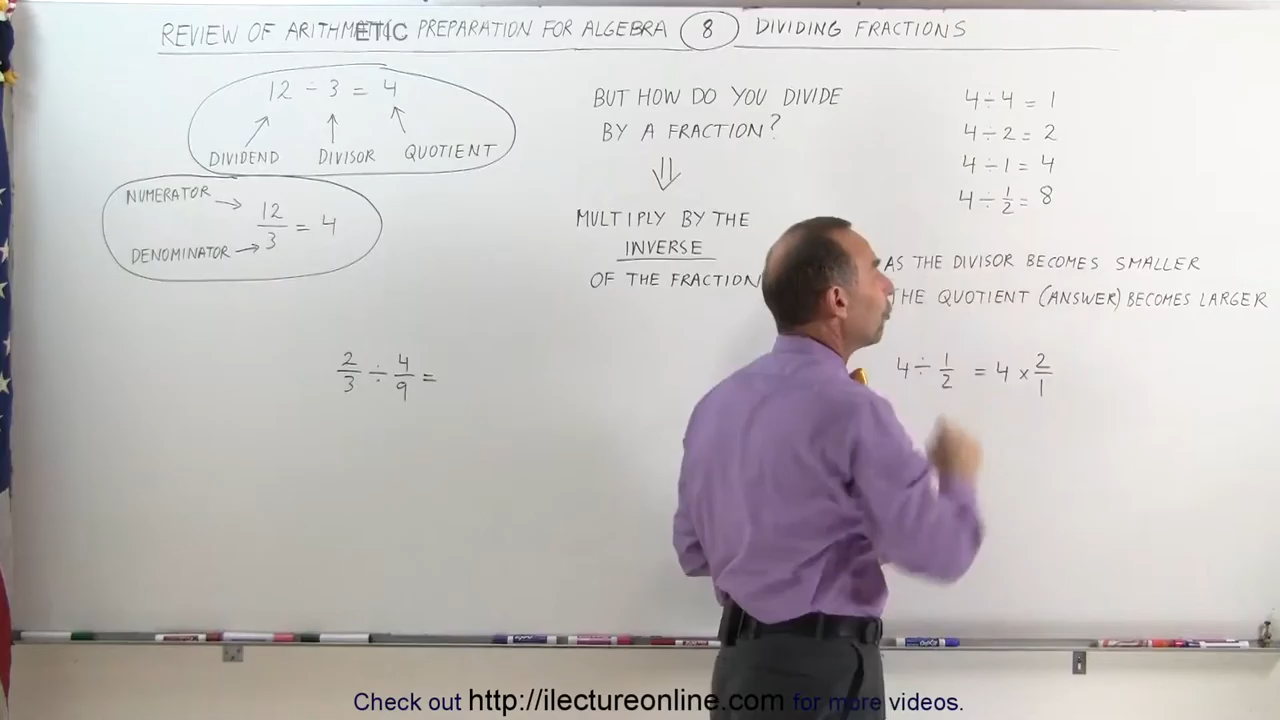 REVIEW OF ARITHMETIC PREPARATION FOR ALGEBRA 8 DIVIDING FRACTIONS
12 ÷ 3 = 4
DIVIDEND DIVISOR QUOTIENT
NUMERATOR
12/3 = 4
DENOMINATOR
2/3 ÷ 4/9 =
BUT HOW DO YOU DIVIDE
BY A FRACTION?
MULTIPLY BY THE
INVERSE
OF THE FRACTION
4 ÷ 4 = 1
4 ÷ 2 = 2
4 ÷ 1 = 4
4 ÷ 1/2 = 8
AS THE DIVISOR BECOMES SMALLER
THE QUOTIENT (ANSWER) BECOMES LARGER
4 ÷ 1/2 = 4 × 2/1
Check out http://ilectureonline.com for more videos.